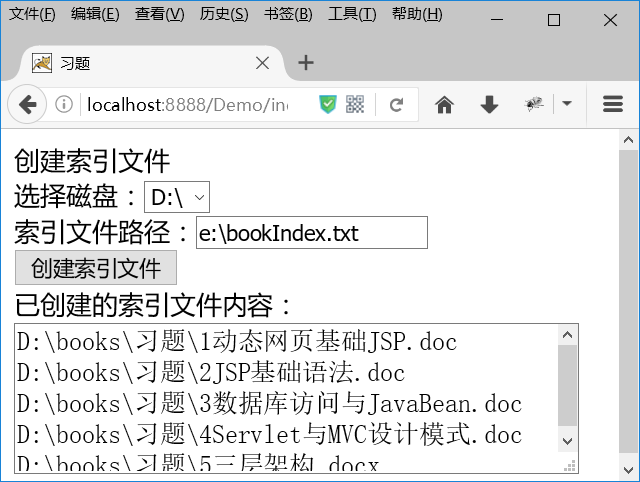 文件(F) 编辑(E) 查看(V) 历史(S) 书签(B) 工具(T) 帮助(H)
习题
localhost:8888/Demo/in
创建索引文件
选择磁盘：D:\
索引文件路径：e:\bookIndex.txt
创建索引文件
已创建的索引文件内容：
D:\books\习题\1动态网页基础JSP.doc
D:\books\习题\2JSP基础语法.doc
D:\books\习题\3数据库访问与JavaBean.doc
D:\books\习题\4Servlet与MVC设计模式.doc
D:\books\习题\5三层架构.docx